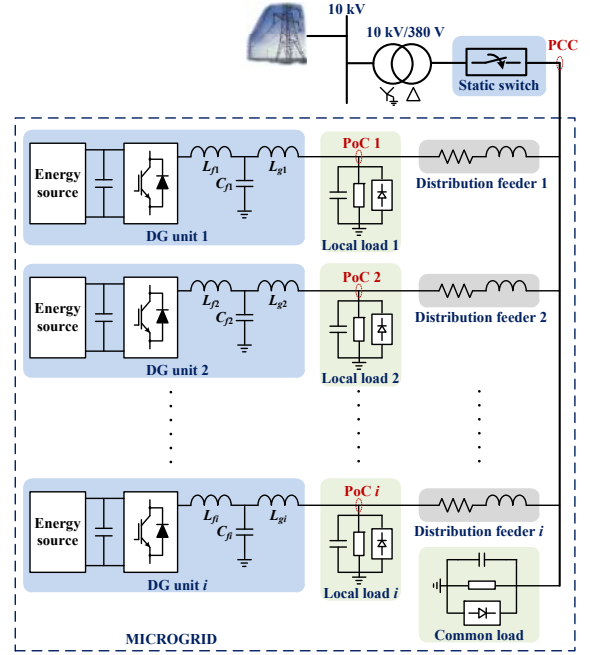 10 kV
10 kV/380 V
PCC
Static switch
Energy
source
Lf1
Cf1
Lg1
DG unit 1
PoC 1
Local load 1
Distribution feeder 1
Energy
source
Lf2
Cf2
Lg2
DG unit 2
PoC 2
Local load 2
Distribution feeder 2
Energy
source
Lfi
Cfi
Lgi
DG unit i
PoC i
Local load i
Distribution feeder i
Common load
MICROGRID